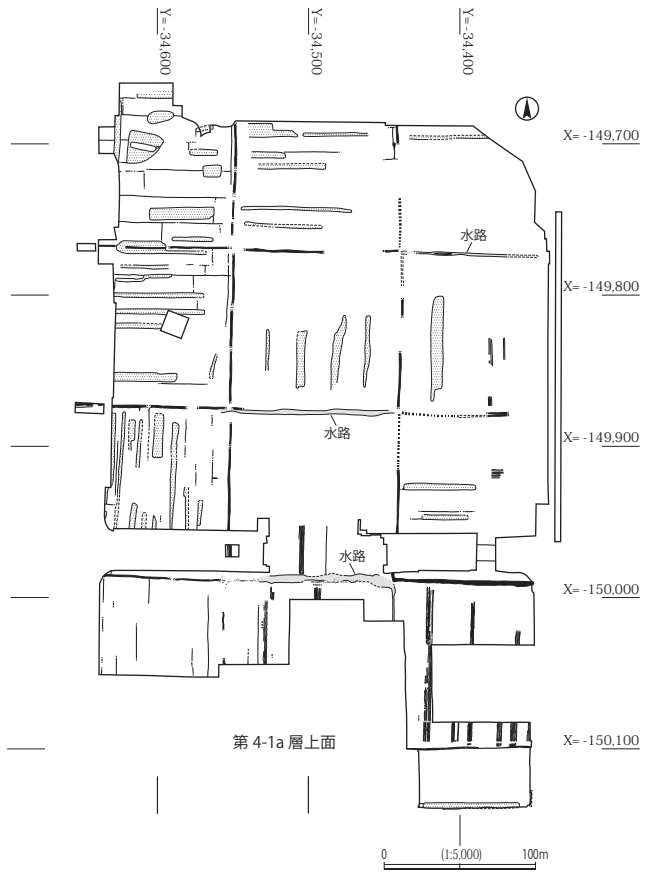 Y= -34,600
Y= -34,500
Y= -34,400
X= -149,700
水路
X= -149,800
水路
X= -149,900
水路
X= -150,000
第 4-1a 層上面
X= -150,100
0 (1:5,000) 100m